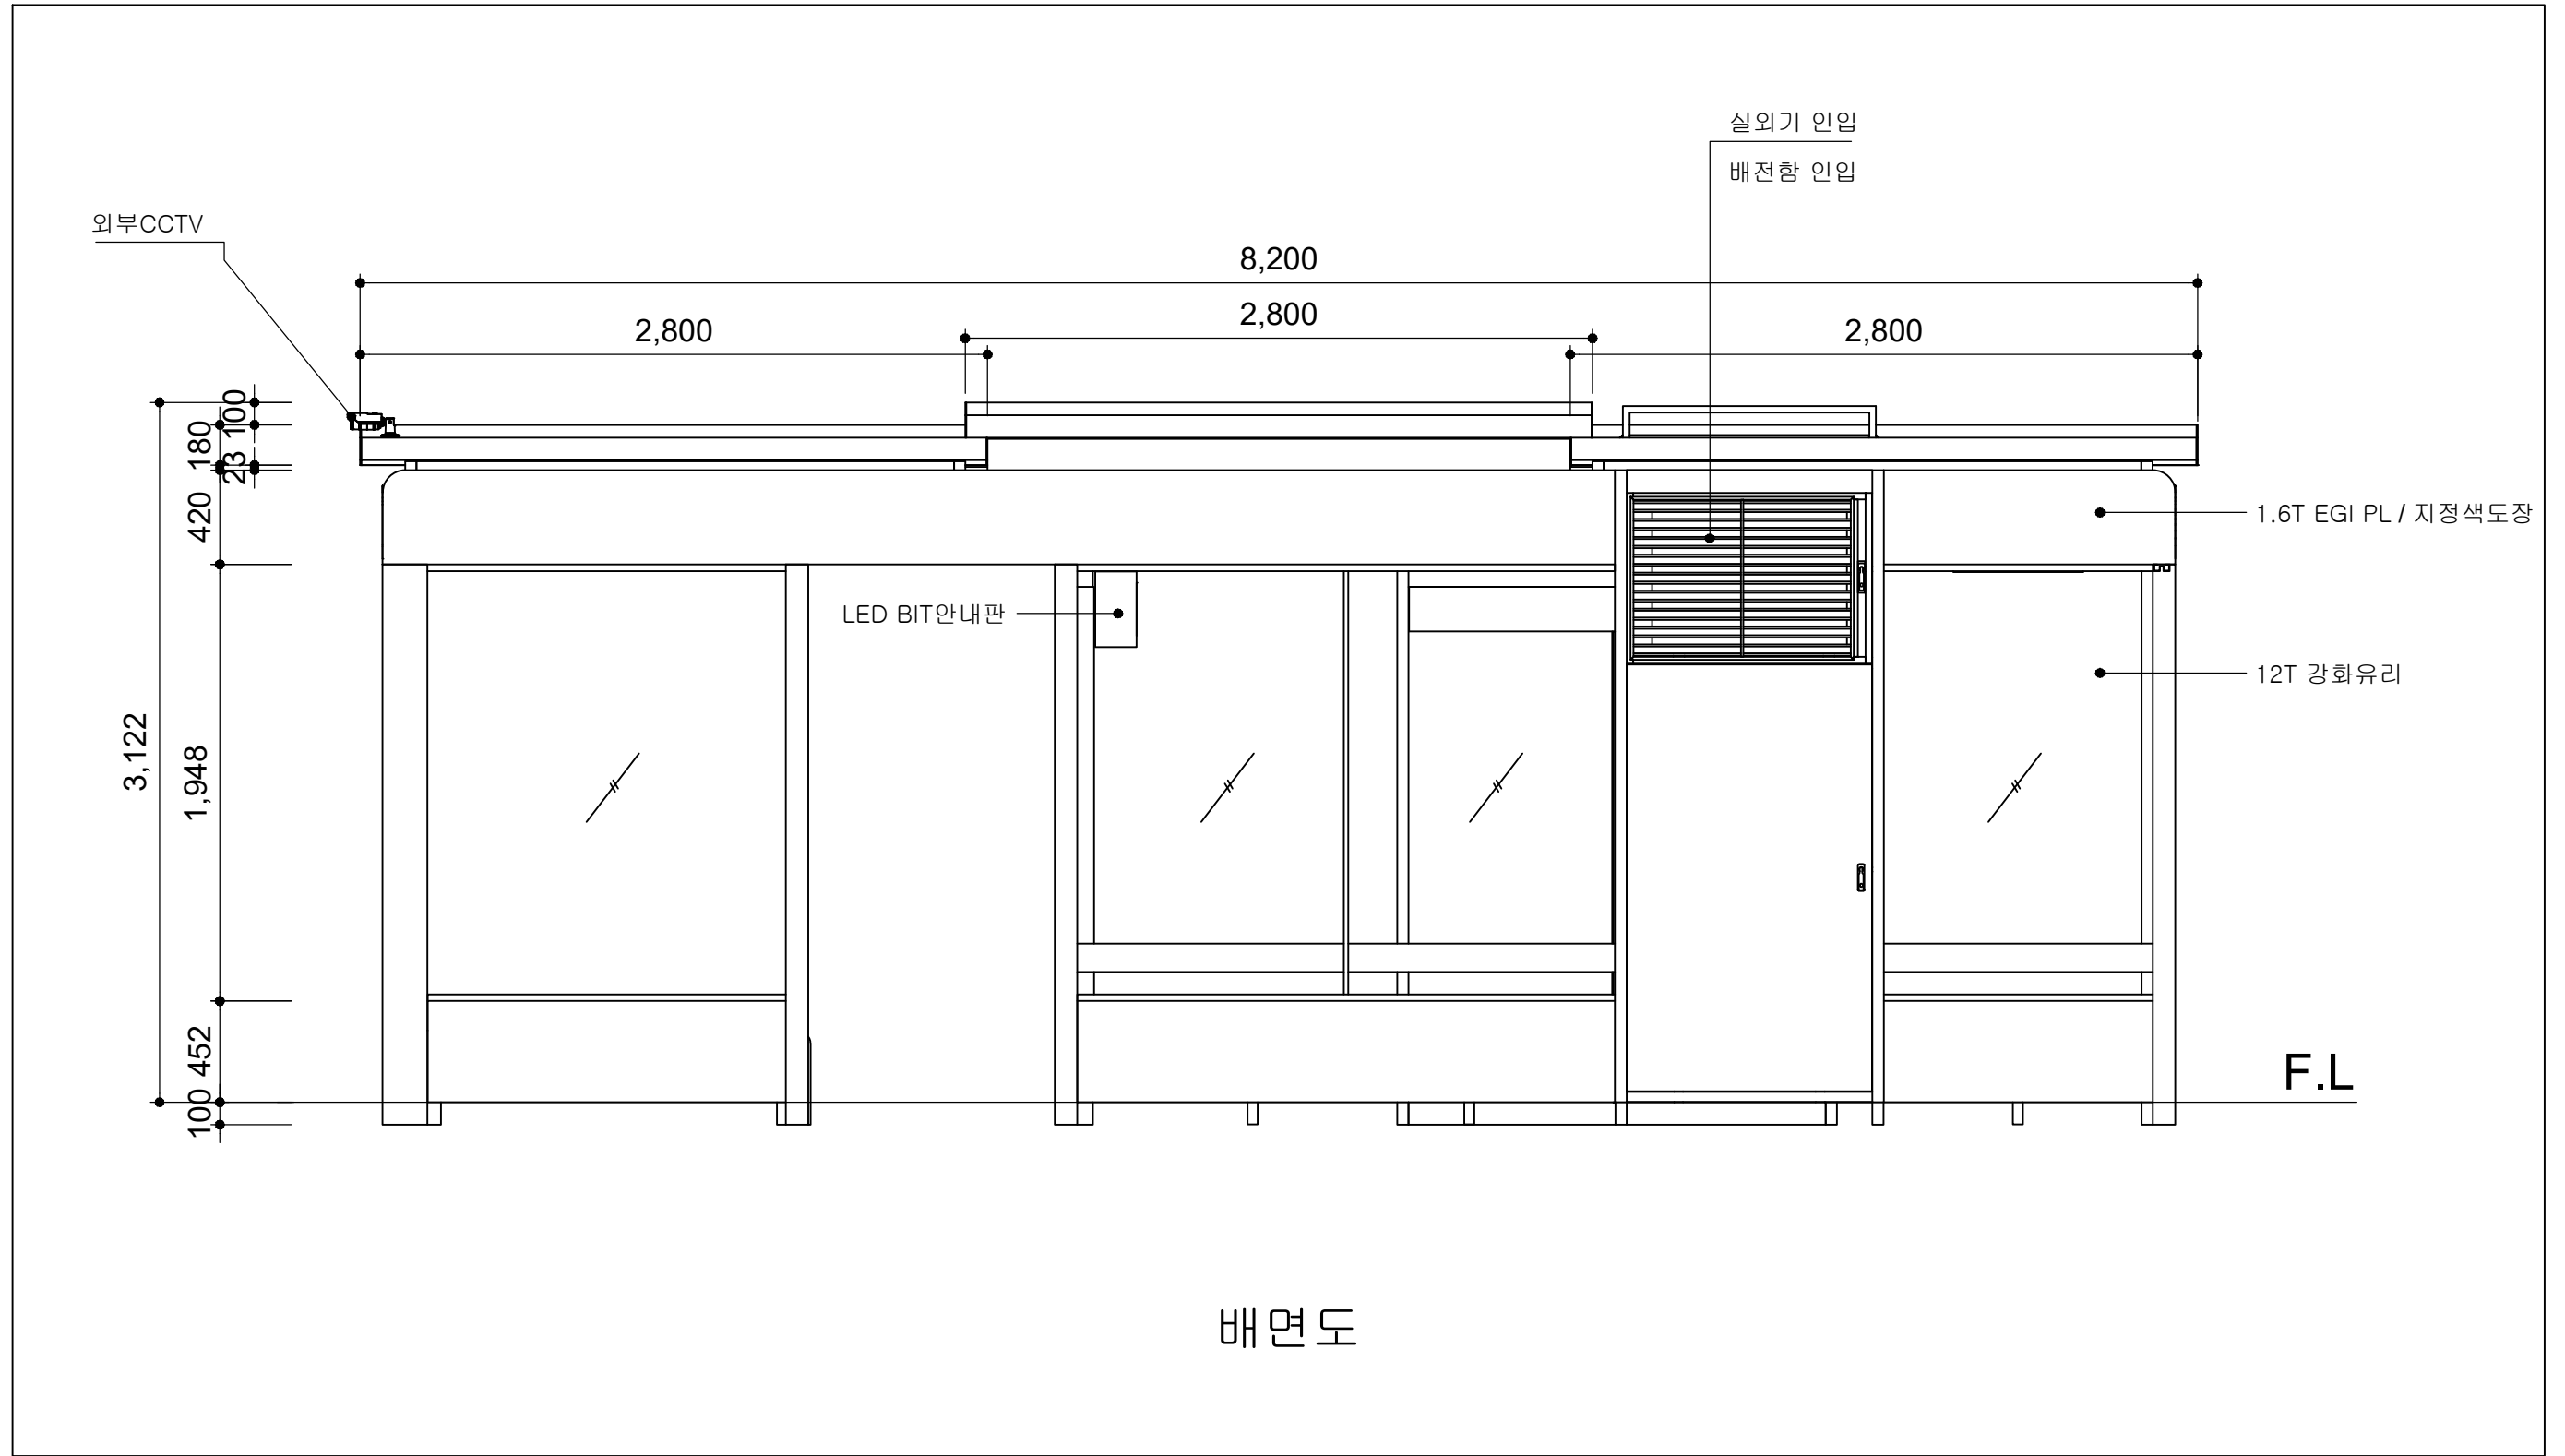 실외기 인입
배전함 인입
외부CCTV
8,200
2,800
2,800
2,800
100
180
23
420
1.6T EGI PL / 지정색도장
LED BIT안내판
12T 강화유리
3,122
1,948
452
100
F.L
배면도